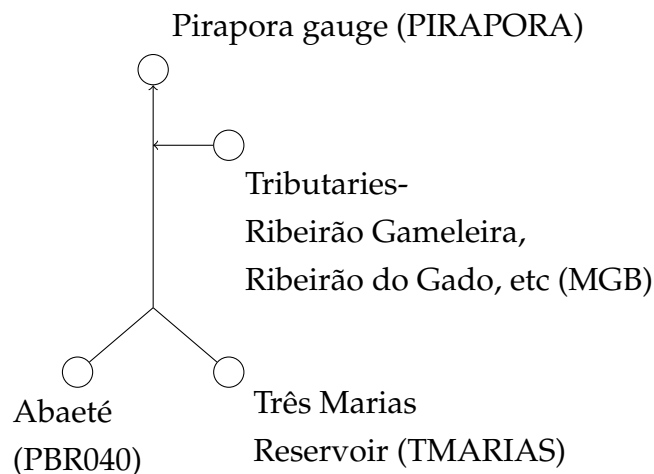 Pirapora gauge (PIRAPORA)
Tributaries-
Ribeirão Gameleira,
Ribeirão do Gado, etc (MGB)
Abaeté
(PBR040)
Três Marias
Reservoir (TMARIAS)